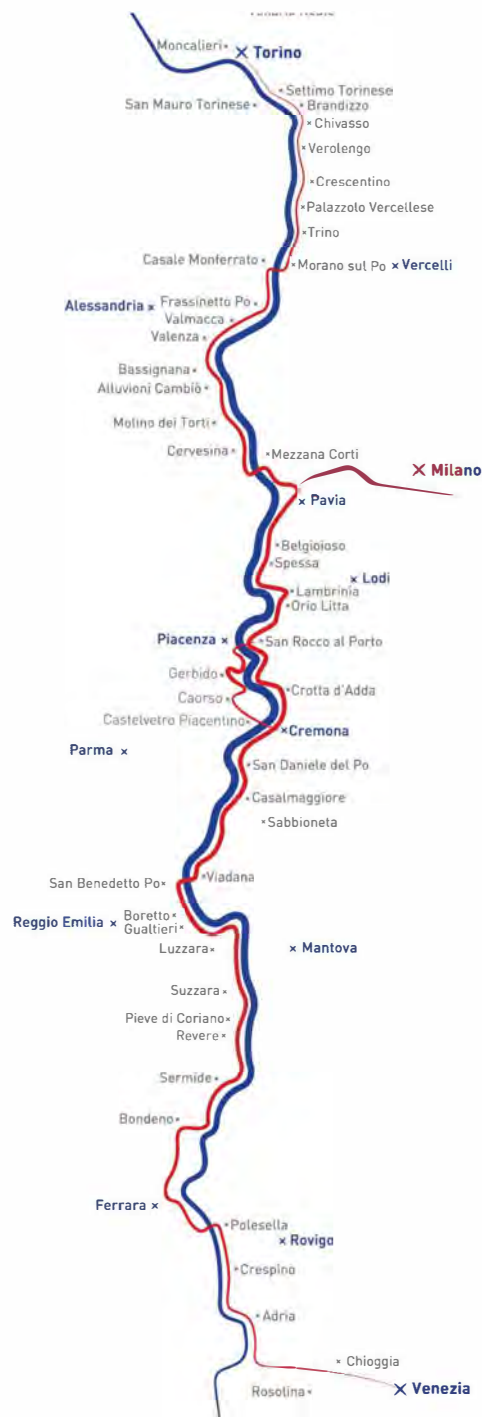 Moncalieri
Torino
Settimo Torinese
San Mauro Torinese
Brandizzo
Chivasso
Verolengo
Crescentino
Palazzolo Vercellese
Trino
Casale Monferrato
Morano sul Po
Vercelli
Alessandria
Frassinetto Po
Valmacca
Valenza
Bassignana
Alluvioni Cambiò
Molino dei Torti
Cervesina
Mezzana Corti
Milano
Pavia
Belgioioso
Spessa
Lodi
Lambrinia
Orio Litta
Piacenza
San Rocco al Porto
Gerbido
Crotta d'Adda
Caorso
Castelvetro Piacentino
Cremona
Parma
San Daniele del Po
Casalmaggiore
Sabbioneta
Viadana
San Benedetto Po
Boretto
Reggio Emilia
Gualtieri
Luzzara
Mantova
Suzzara
Pieve di Coriano
Revere
Sermide
Bondeno
Ferrara
Polesella
Rovigo
Crespino
Adria
Chioggia
Venezia
Rosolina